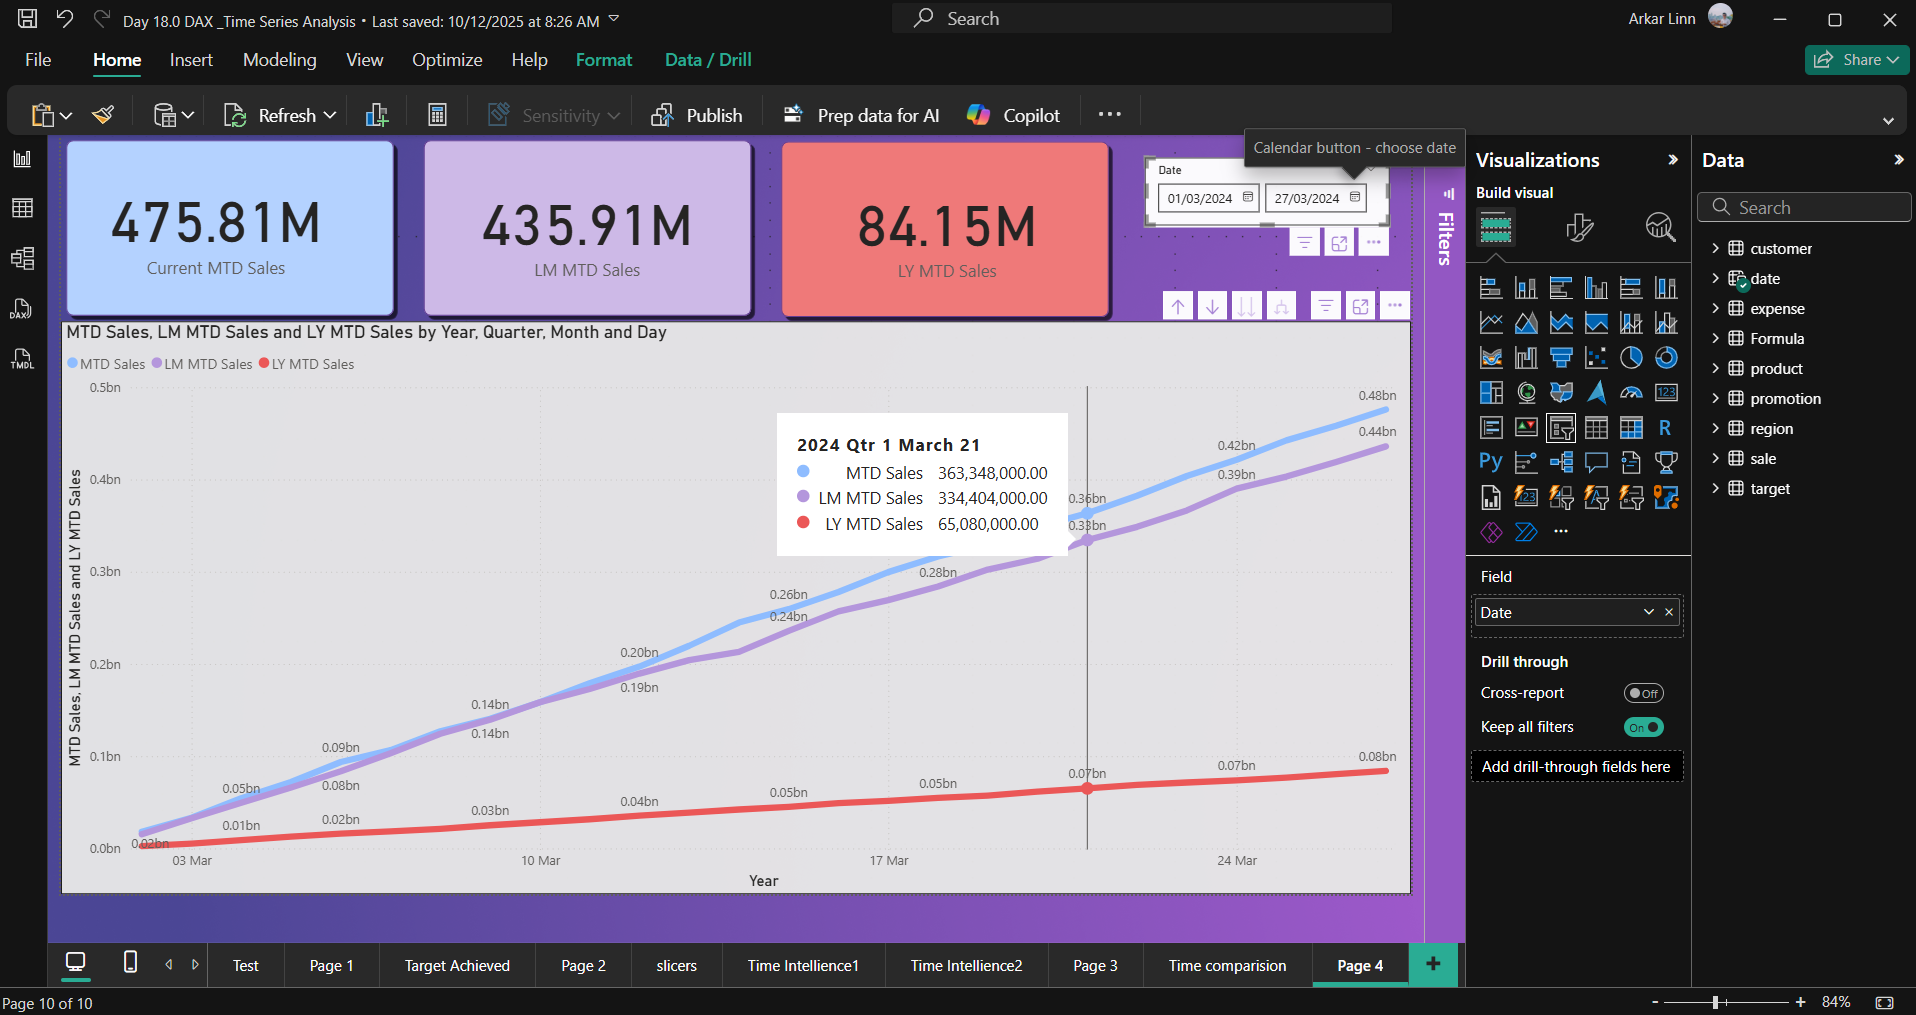 Day 18.0 DAX _Time Series Analysis • Last saved: 10/12/2025 at 8:26 AM
Search
Arkar Linn
File Home Insert Modeling View Optimize Help Format Data / Drill
Share
Refresh Sensitivity Publish Prep data for AI Copilot
Calendar button - choose date
475.81M
Current MTD Sales
435.91M
LM MTD Sales
84.15M
LY MTD Sales
Date
01/03/2024 27/03/2024
Filters
MTD Sales, LM MTD Sales and LY MTD Sales by Year, Quarter, Month and Day
MTD Sales LM MTD Sales LY MTD Sales
MTD Sales, LM MTD Sales and LY MTD Sales
0.5bn
0.4bn
0.3bn
0.2bn
0.1bn
0.0bn
2024 Qtr 1 March 21
MTD Sales 363,348,000.00
LM MTD Sales 334,404,000.00
LY MTD Sales 65,080,000.00
0.05bn 0.09bn 0.14bn 0.20bn 0.26bn 0.36bn 0.42bn 0.48bn
0.02bn 0.08bn 0.14bn 0.19bn 0.24bn 0.28bn 0.33bn 0.39bn 0.44bn
0.01bn 0.02bn 0.03bn 0.04bn 0.05bn 0.05bn 0.07bn 0.07bn 0.08bn
03 Mar 10 Mar 17 Mar 24 Mar
Year
Visualizations
Build visual
123
R
Py
123
Field
Date
Drill through
Cross-report Off
Keep all filters On
Add drill-through fields here
Data
Search
customer
date
expense
Formula
product
promotion
region
sale
target
DAX
TMDL
Test Page 1 Target Achieved Page 2 slicers Time Intellience1 Time Intellience2 Page 3 Time comparision Page 4 +
Page 10 of 10
- + 84%